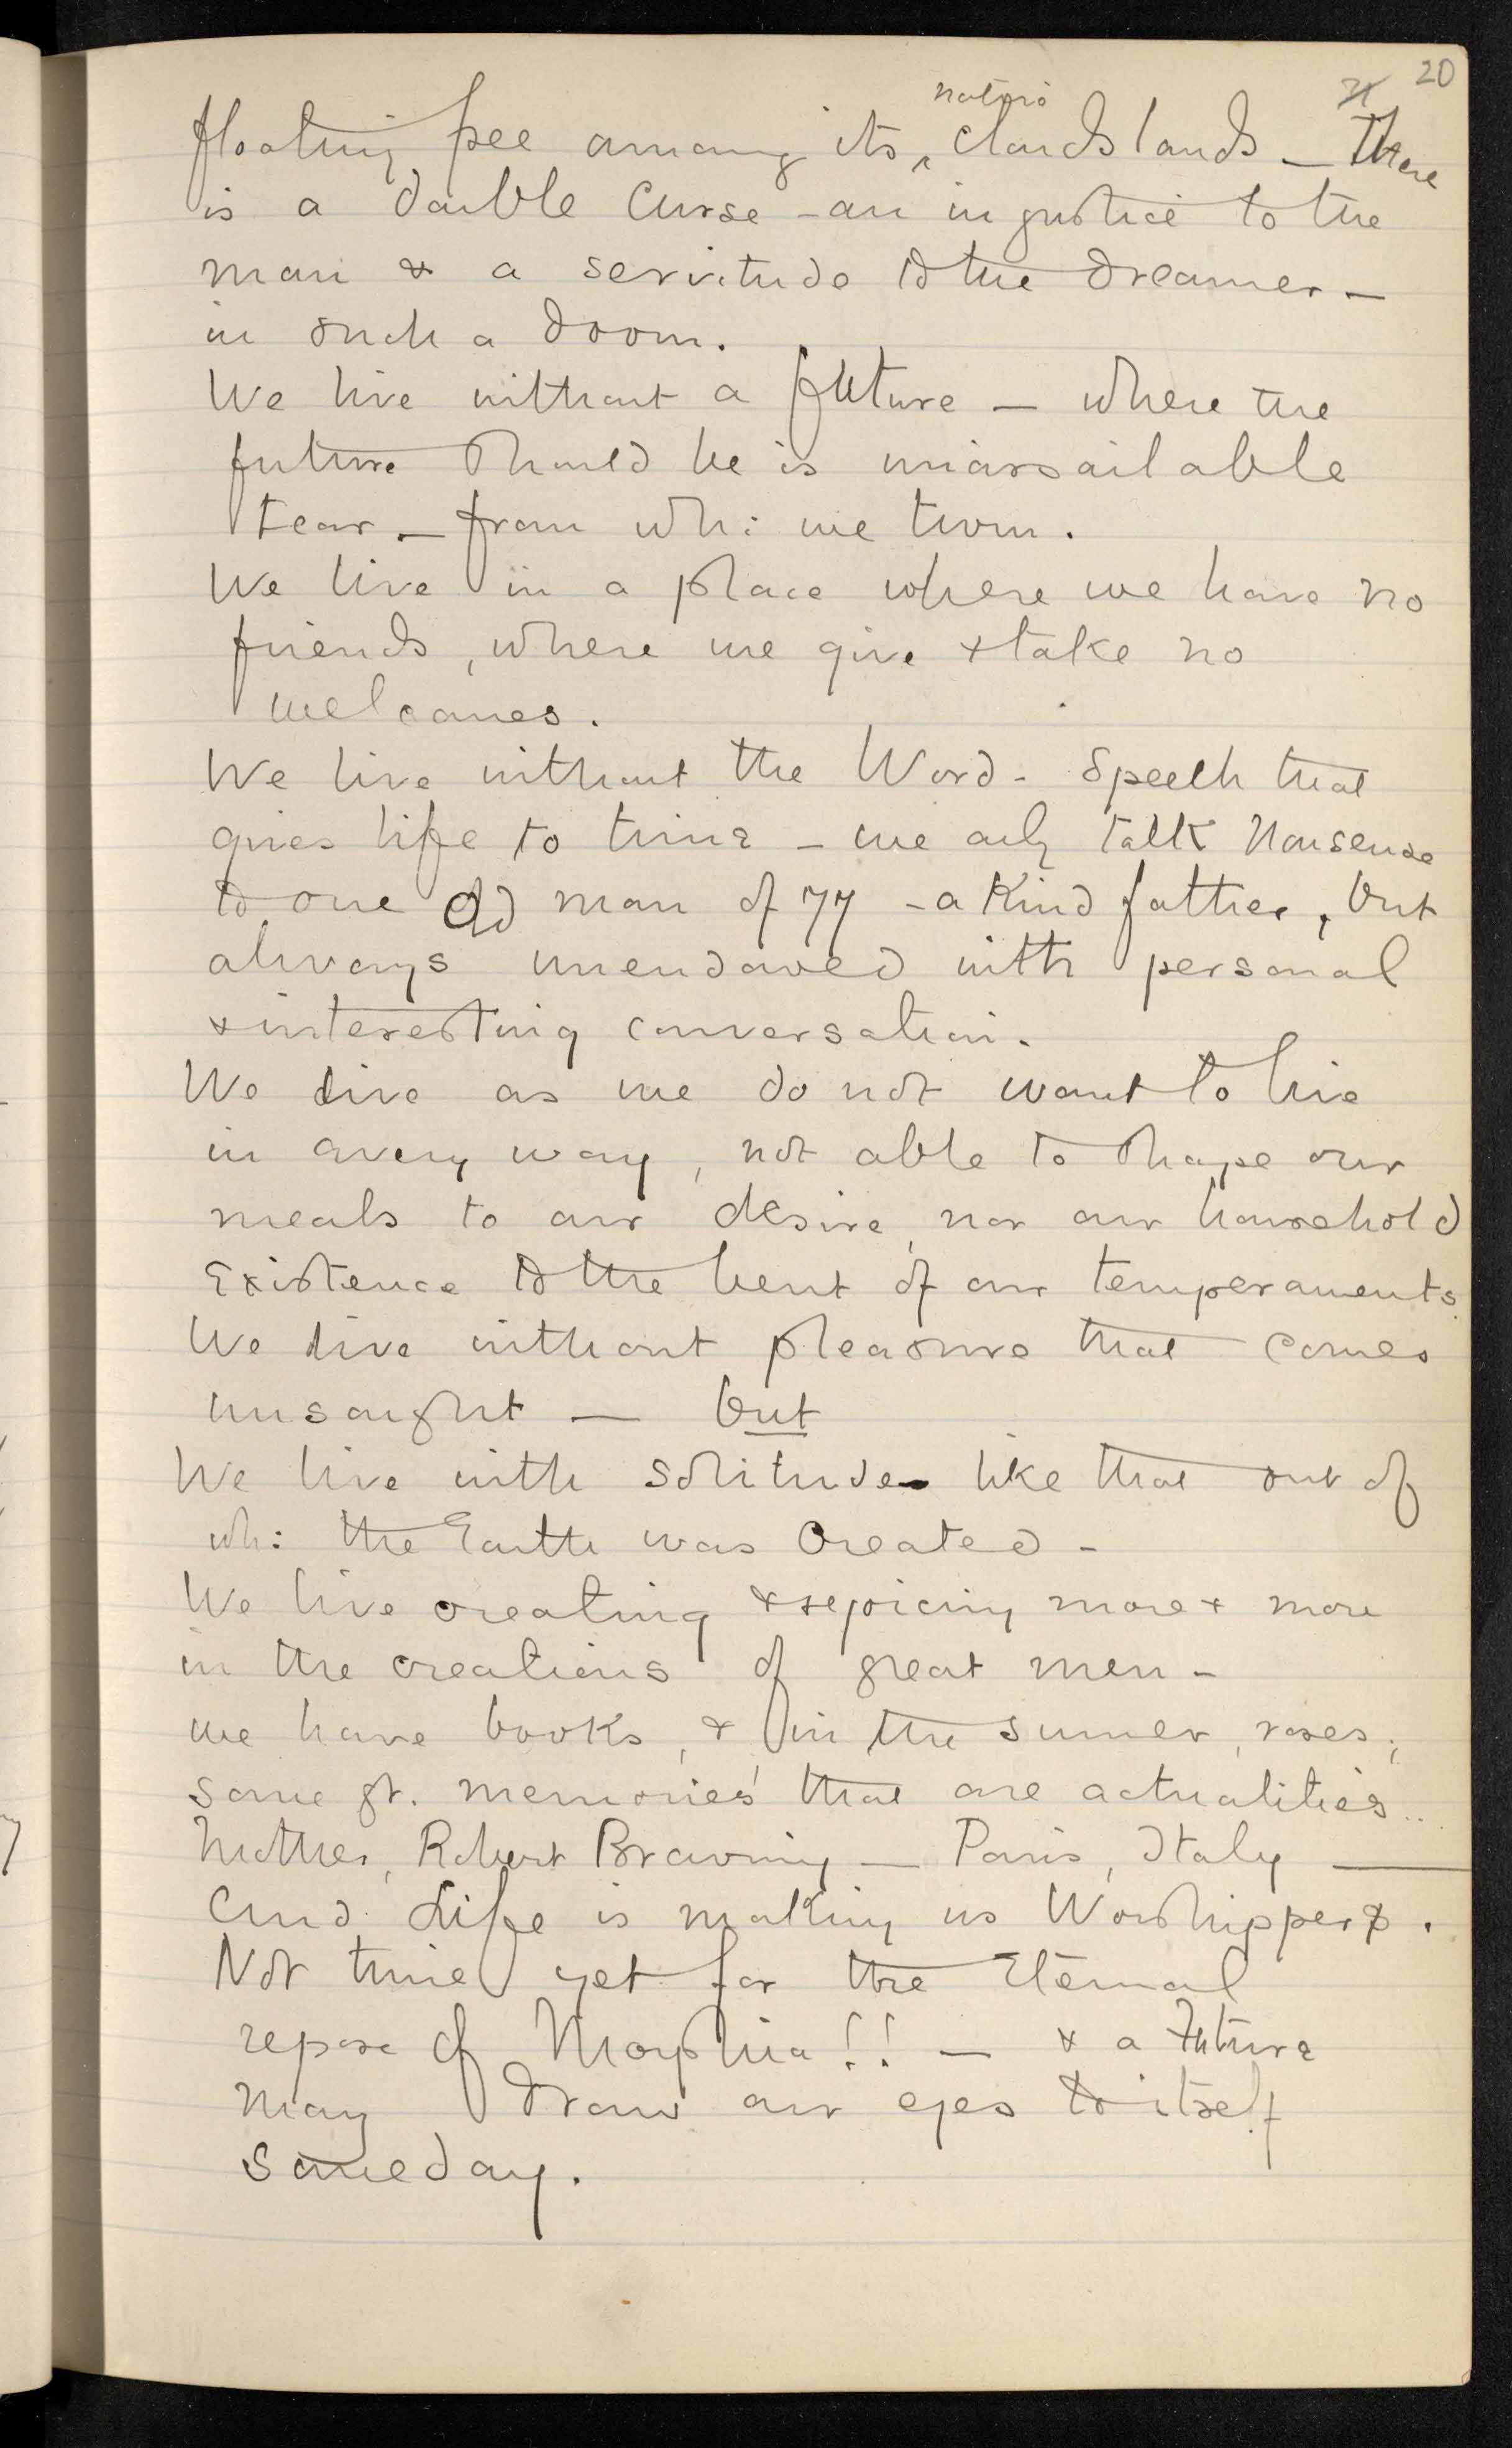 20
21
native
floating free among its ^ clouds lands — There
is a double curse - an injustice to the
man & a servitude to the dreamer —
in such a doom.
We live without a future — where the
future should be is unassailable
fear — from wh: we turn.
We live in a place where we have no
friends, where we give & take no
welcomes.
We live without the Word - Speech that
gives life to time - we only talk nonsense
to one old man of 77 - a kind father, but
always unendowed with personal
& interesting conversation.
We live as we do not want to live
in every way, not able to shape our
meals to our desire, nor our household
Existence to the bent of our temperaments.
We live without pleasure that comes
unsought — but
We live with solitude like that out of
wh: the Earth was Created -
We live creating & rejoicing more & more
in the creations of great men -
we have books, & in the summer, roses;
some gr. memories that are actualities..
Mother, Robert Browning — Paris, Italy —
And Life is making us Worshippers.
Not time yet for the Eternal
repose of Morphia!! — & a Future
may draw our eyes to itself
someday.